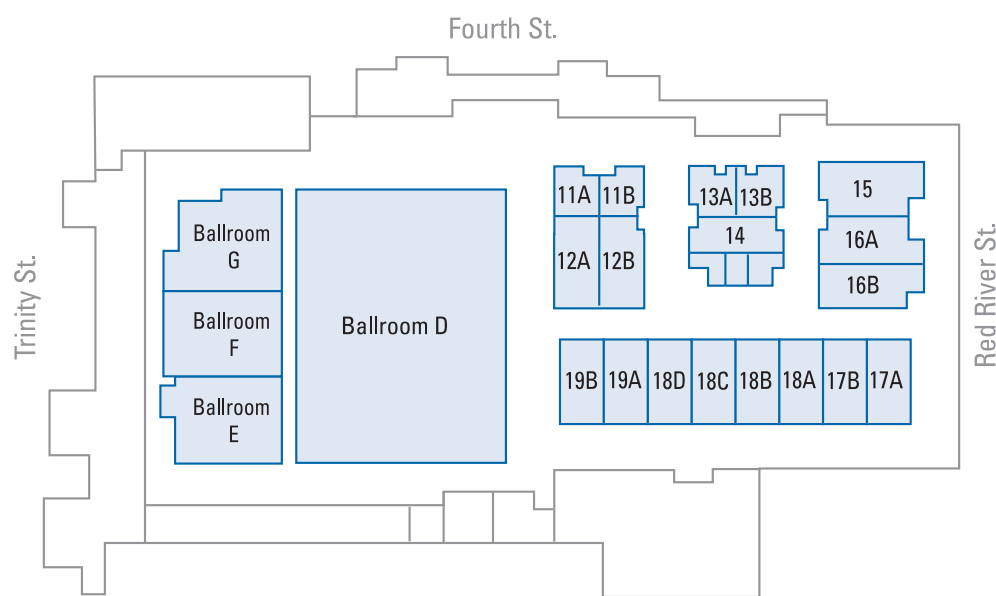 Fourth St.
Trinity St.
Red River St.
Ballroom
G
Ballroom
F
Ballroom
E
Ballroom D
11A
11B
12A
12B
13A
13B
14
15
16A
16B
19B
19A
18D
18C
18B
18A
17B
17A